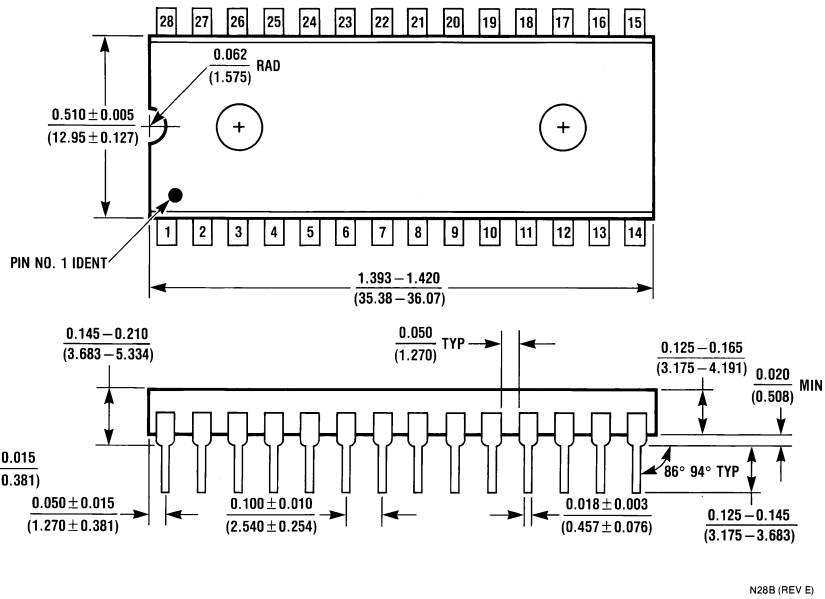 28 27 26 25 24 23 22 21 20 19 18 17 16 15
0.062
(1.575)
RAD
0.510 ± 0.005
(12.95 ± 0.127)
PIN NO. 1 IDENT
1 2 3 4 5 6 7 8 9 10 11 12 13 14
1.393 – 1.420
(35.38 – 36.07)
0.145 – 0.210
(3.683 – 5.334)
0.050
(1.270)
TYP
0.125 – 0.165
(3.175 – 4.191)
0.020
(0.508)
MIN
0.015
0.381)
86° 94° TYP
0.050 ± 0.015
(1.270 ± 0.381)
0.100 ± 0.010
(2.540 ± 0.254)
0.018 ± 0.003
(0.457 ± 0.076)
0.125 – 0.145
(3.175 – 3.683)
N28B (REV E)